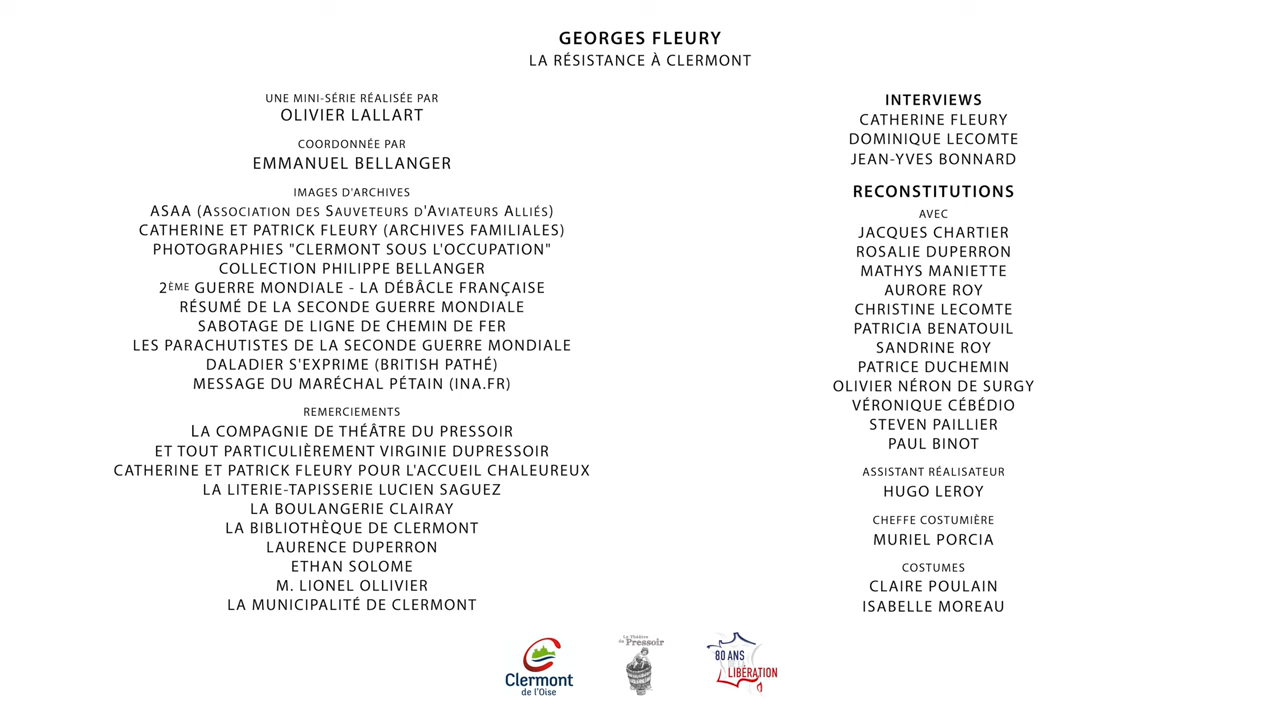 GEORGES FLEURY
LA RÉSISTANCE À CLERMONT
UNE MINI-SÉRIE RÉALISÉE PAR
OLIVIER LALLART
COORDONNÉE PAR
EMMANUEL BELLANGER
IMAGES D'ARCHIVES
ASAA (ASSOCIATION DES SAUVETEURS D'AVIATEURS ALLIÉS)
CATHERINE ET PATRICK FLEURY (ARCHIVES FAMILIALES)
PHOTOGRAPHIES "CLERMONT SOUS L'OCCUPATION"
COLLECTION PHILIPPE BELLANGER
2ÈME GUERRE MONDIALE - LA DÉBÂCLE FRANÇAISE
RÉSUMÉ DE LA SECONDE GUERRE MONDIALE
SABOTAGE DE LIGNE DE CHEMIN DE FER
LES PARACHUTISTES DE LA SECONDE GUERRE MONDIALE
DALADIER S'EXPRIME (BRITISH PATHÉ)
MESSAGE DU MARÉCHAL PÉTAIN (INA.FR)
REMERCIEMENTS
LA COMPAGNIE DE THÉÂTRE DU PRESSOIR
ET TOUT PARTICULIÈREMENT VIRGINIE DUPRESSOIR
CATHERINE ET PATRICK FLEURY POUR L'ACCUEIL CHALEUREUX
LA LITERIE-TAPISSERIE LUCIEN SAGUEZ
LA BOULANGERIE CLAIRAY
LA BIBLIOTHÈQUE DE CLERMONT
LAURENCE DUPERRON
ETHAN SOLOME
M. LIONEL OLLIVIER
LA MUNICIPALITÉ DE CLERMONT
INTERVIEWS
CATHERINE FLEURY
DOMINIQUE LECOMTE
JEAN-YVES BONNARD
RECONSTITUTIONS
AVEC
JACQUES CHARTIER
ROSALIE DUPERRON
MATHYS MANIETTE
AURORE ROY
CHRISTINE LECOMTE
PATRICIA BENATOUIL
SANDRINE ROY
PATRICE DUCHEMIN
OLIVIER NÉRON DE SURGY
VÉRONIQUE CÉBÉDIO
STEVEN PAILLIER
PAUL BINOT
ASSISTANT RÉALISATEUR
HUGO LEROY
CHEFFE COSTUMIÈRE
MURIEL PORCIA
COSTUMES
CLAIRE POULAIN
ISABELLE MOREAU
Clermont
de l'Oise
Le Théâtre
du Pressoir
80 ANS
LIBÉRATION